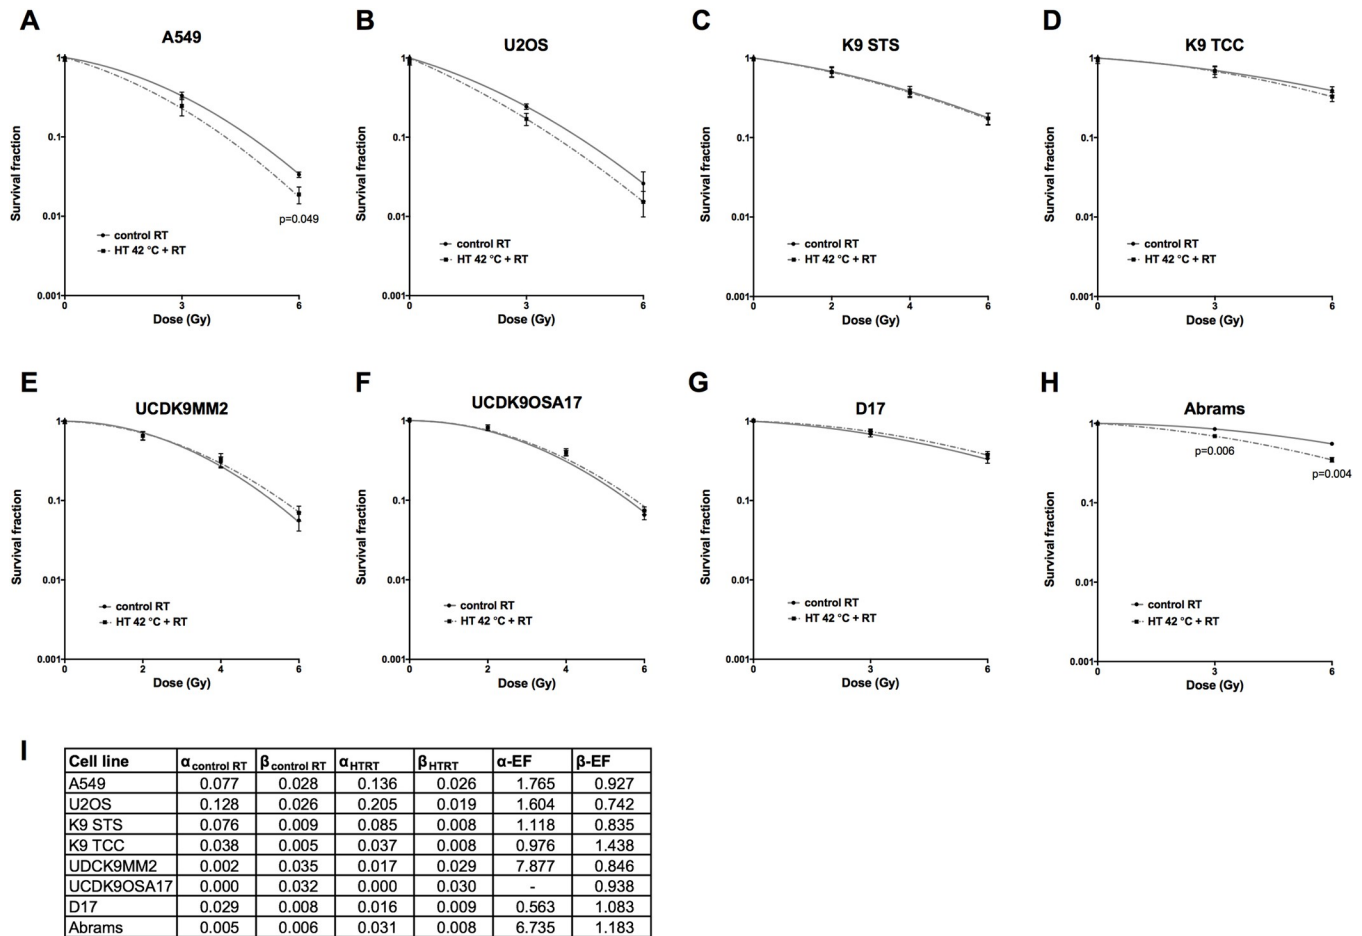 A
A549
Survival fraction
1
0.1
0.01
0.001
0
3
6
p=0.049
control RT
HT 42 °C + RT
Dose (Gy)
B
U2OS
Survival fraction
1
0.1
0.01
0.001
0
3
6
control RT
HT 42 °C + RT
Dose (Gy)
C
K9 STS
Survival fraction
1
0.1
0.01
0.001
0
2
4
6
control RT
HT 42 °C + RT
Dose (Gy)
D
K9 TCC
Survival fraction
1
0.1
0.01
0.001
0
3
6
control RT
HT 42 °C + RT
Dose (Gy)
E
UCDK9MM2
Survival fraction
1
0.1
0.01
0.001
0
2
4
6
control RT
HT 42 °C + RT
Dose (Gy)
F
UCDK9OSA17
Survival fraction
1
0.1
0.01
0.001
0
2
4
6
control RT
HT 42 °C + RT
Dose (Gy)
G
D17
Survival fraction
1
0.1
0.01
0.001
0
3
6
control RT
HT 42 °C + RT
Dose (Gy)
H
Abrams
Survival fraction
1
0.1
0.01
0.001
0
3
6
p=0.006
p=0.004
control RT
HT 42 °C + RT
Dose (Gy)
I
Cell line α control RT β control RT α HTRT β HTRT α-EF β-EF
A549 0.077 0.028 0.136 0.026 1.765 0.927
U2OS 0.128 0.026 0.205 0.019 1.604 0.742
K9 STS 0.076 0.009 0.085 0.008 1.118 0.835
K9 TCC 0.038 0.005 0.037 0.008 0.976 1.438
UDCK9MM2 0.002 0.035 0.017 0.029 7.877 0.846
UCDK9OSA17 0.000 0.032 0.000 0.030 - 0.938
D17 0.029 0.008 0.016 0.009 0.563 1.083
Abrams 0.005 0.006 0.031 0.008 6.735 1.183